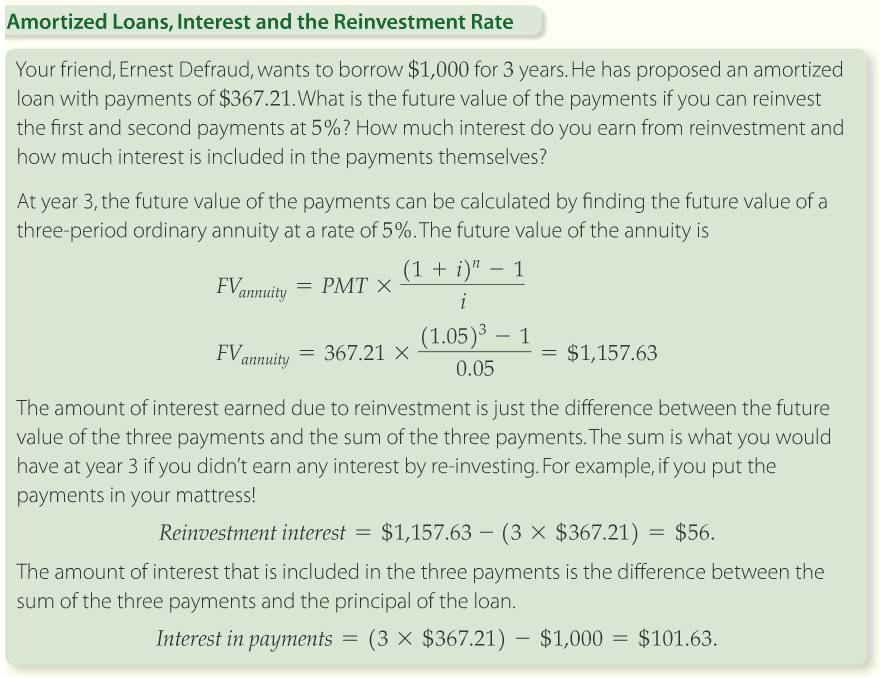 Amortized Loans, Interest and the Reinvestment Rate
Your friend, Ernest Defraud, wants to borrow $1,000 for 3 years. He has proposed an amortized
loan with payments of $367.21. What is the future value of the payments if you can reinvest
the first and second payments at 5%? How much interest do you earn from reinvestment and
how much interest is included in the payments themselves?
At year 3, the future value of the payments can be calculated by finding the future value of a
three-period ordinary annuity at a rate of 5%. The future value of the annuity is
FV_annuity = PMT × ((1 + i)^n − 1) / i
FV_annuity = 367.21 × ((1.05)^3 − 1) / 0.05 = $1,157.63
The amount of interest earned due to reinvestment is just the difference between the future
value of the three payments and the sum of the three payments. The sum is what you would
have at year 3 if you didn't earn any interest by re-investing. For example, if you put the
payments in your mattress!
Reinvestment interest = $1,157.63 − (3 × $367.21) = $56.
The amount of interest that is included in the three payments is the difference between the
sum of the three payments and the principal of the loan.
Interest in payments = (3 × $367.21) − $1,000 = $101.63.